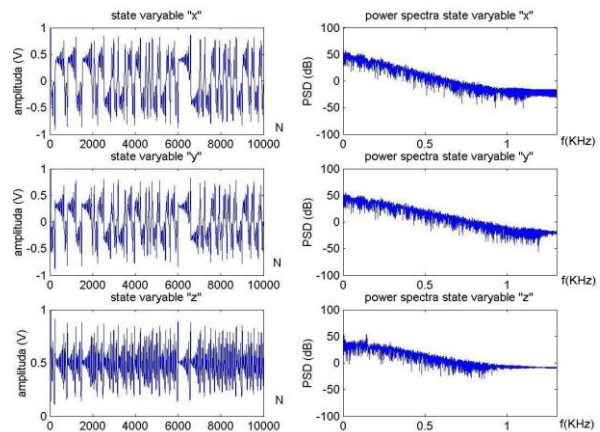 state varyable "x"
amplituda (V)
1
0.5
0
-0.5
1
0 2000 4000 6000 8000 10000
N
power spectra state varyable "x"
PSD (dB)
100
50
0
-50
-100
0 0.5 1
f(KHz)
state varyable "y"
amplituda (V)
1
0.5
0
-0.5
1
0 2000 4000 6000 8000 10000
N
power spectra state varyable "y"
PSD (dB)
100
50
0
-50
-100
0 0.5 1
f(KHz)
state varyable "z"
amplituda (V)
1
0.5
0
0 2000 4000 6000 8000 10000
N
power spectra state varyable "z"
PSD (dB)
100
50
0
-50
-100
0 0.5 1
f(KHz)